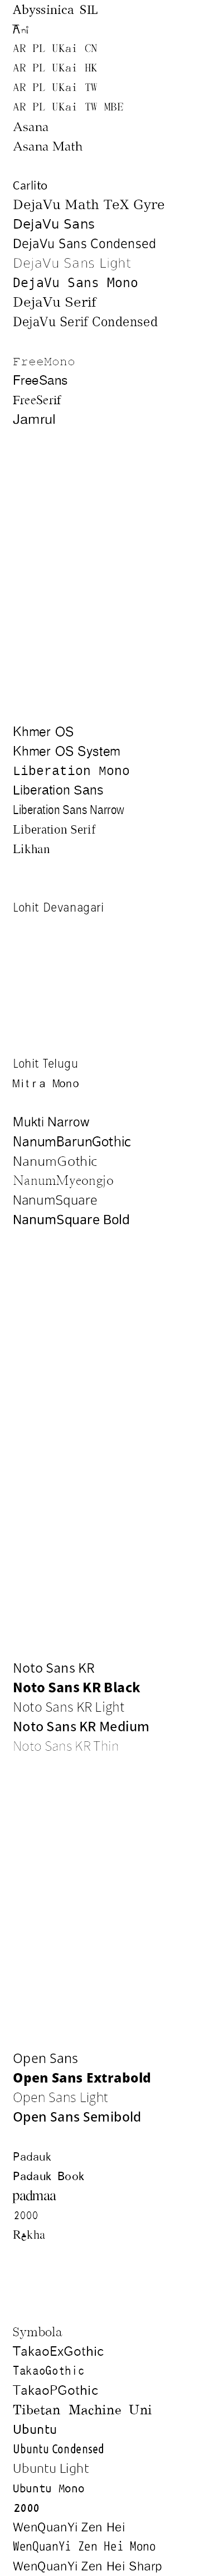 Abyssinica SIL
AR PL UKai CN
AR PL UKai HK
AR PL UKai TW
AR PL UKai TW MBE
Asana
Asana Math
Carlito
DejaVu Math TeX Gyre
DejaVu Sans
DejaVu Sans Condensed
DejaVu Sans Light
DejaVu Sans Mono
DejaVu Serif
DejaVu Serif Condensed
FreeMono
FreeSans
FreeSerif
Jamrul
Khmer OS
Khmer OS System
Liberation Mono
Liberation Sans
Liberation Sans Narrow
Liberation Serif
Likhan
Lohit Devanagari
Lohit Telugu
Mitra Mono
Mukti Narrow
NanumBarunGothic
NanumGothic
NanumMyeongjo
NanumSquare
NanumSquare Bold
Noto Sans KR
Noto Sans KR Black
Noto Sans KR Light
Noto Sans KR Medium
Noto Sans KR Thin
Open Sans
Open Sans Extrabold
Open Sans Light
Open Sans Semibold
Padauk
Padauk Book
padmaa
2000
Symbola
TakaoExGothic
TakaoGothic
TakaoPGothic
Tibetan Machine Uni
Ubuntu
Ubuntu Condensed
Ubuntu Light
Ubuntu Mono
2000
WenQuanYi Zen Hei
WenQuanYi Zen Hei Mono
WenQuanYi Zen Hei Sharp